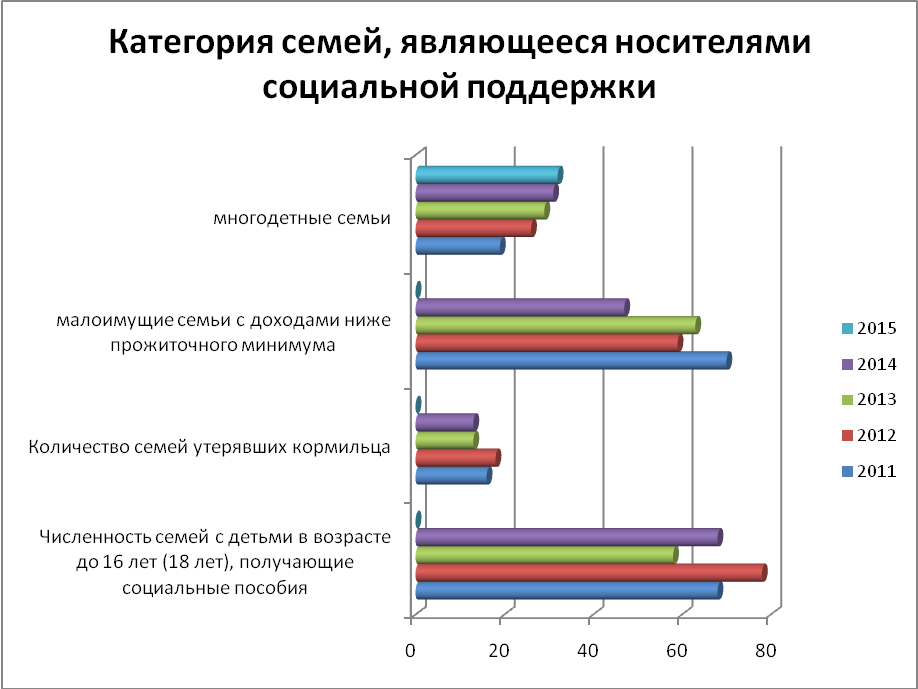 Категория семей, являющееся носителями
социальной поддержки
многодетные семьи
малоимущие семьи с доходами ниже
прожиточного минимума
Количество семей утерявших кормильца
Численность семей с детьми в возрасте
до 16 лет (18 лет), получающие
социальные пособия
0 20 40 60 80
2015
2014
2013
2012
2011